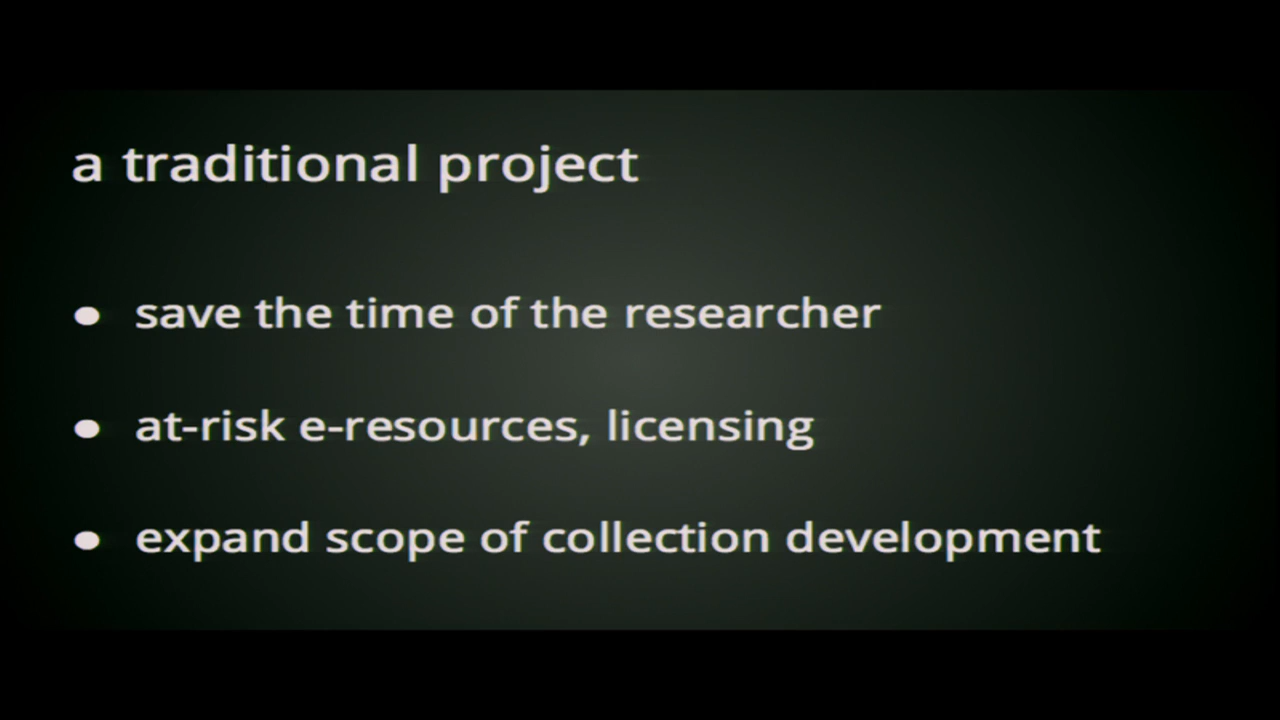 a traditional project
● save the time of the researcher
● at-risk e-resources, licensing
● expand scope of collection development